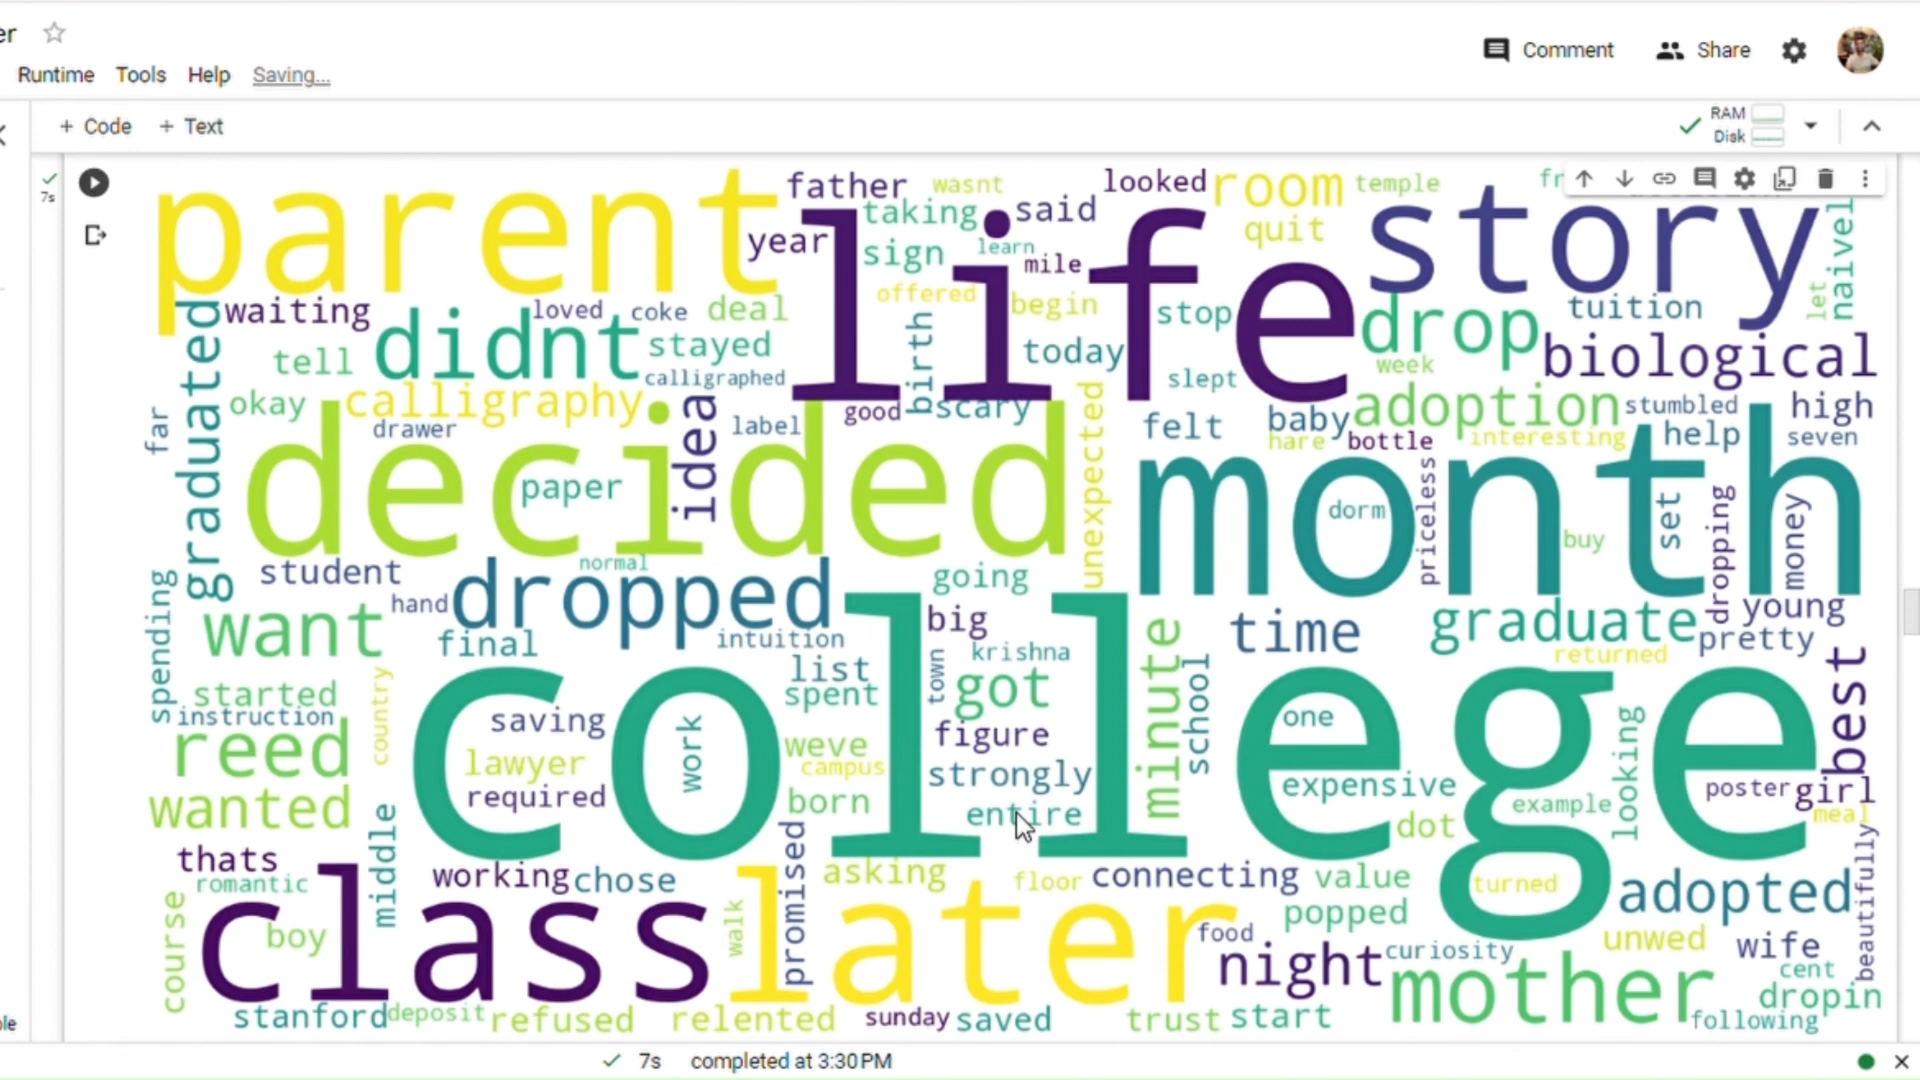 er
Runtime Tools Help Saving...
Comment Share
+ Code + Text
RAM
Disk
7s
parent
father
wasnt
looked
room
temple
fr
life
story
taking
said
year
sign
learn
mile
quit
naivel
let
graduated
waiting
loved
coke
deal
offered
begin
stop
drop
tuition
didnt
tell
stayed
birth
today
biological
calligraphed
slept
week
okay
calligraphy
good
scary
unexpected
adoption
stumbled
high
far
drawer
idea
label
felt
baby
hare
bottle
interesting
help
seven
decided
month
paper
dorm
priceless
set
dropping
money
buy
spending
student
normal
going
hand
dropped
want
big
time
graduate
young
final
intuition
krishna
minute
pretty
returned
best
started
country
list
spent
town
got
school
instruction
saving
college
one
looking
reed
work
weve
figure
lawyer
campus
strongly
expensive
required
born
entire
example
poster
girl
wanted
middle
dot
meal
thats
romantic
promised
asking
floor
connecting
value
turned
adopted
beautifully
working
chose
class
later
popped
course
boy
walk
food
night
curiosity
unwed
wife
mother
cent
dropin
stanford
deposit
refused
relented
sunday
saved
trust
start
following
le
7s completed at 3:30 PM